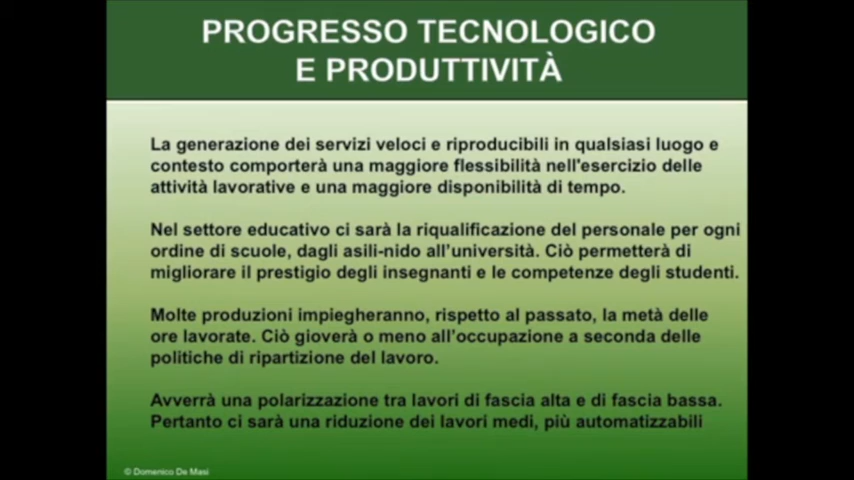 PROGRESSO TECNOLOGICO
E PRODUTTIVITÀ
La generazione dei servizi veloci e riproducibili in qualsiasi luogo e
contesto comporterà una maggiore flessibilità nell'esercizio delle
attività lavorative e una maggiore disponibilità di tempo.
Nel settore educativo ci sarà la riqualificazione del personale per ogni
ordine di scuole, dagli asili-nido all'università. Ciò permetterà di
migliorare il prestigio degli insegnanti e le competenze degli studenti.
Molte produzioni impiegheranno, rispetto al passato, la metà delle
ore lavorate. Ciò gioverà o meno all'occupazione a seconda delle
politiche di ripartizione del lavoro.
Avverrà una polarizzazione tra lavori di fascia alta e di fascia bassa.
Pertanto ci sarà una riduzione dei lavori medi, più automatizzabili
© Domenico De Masi